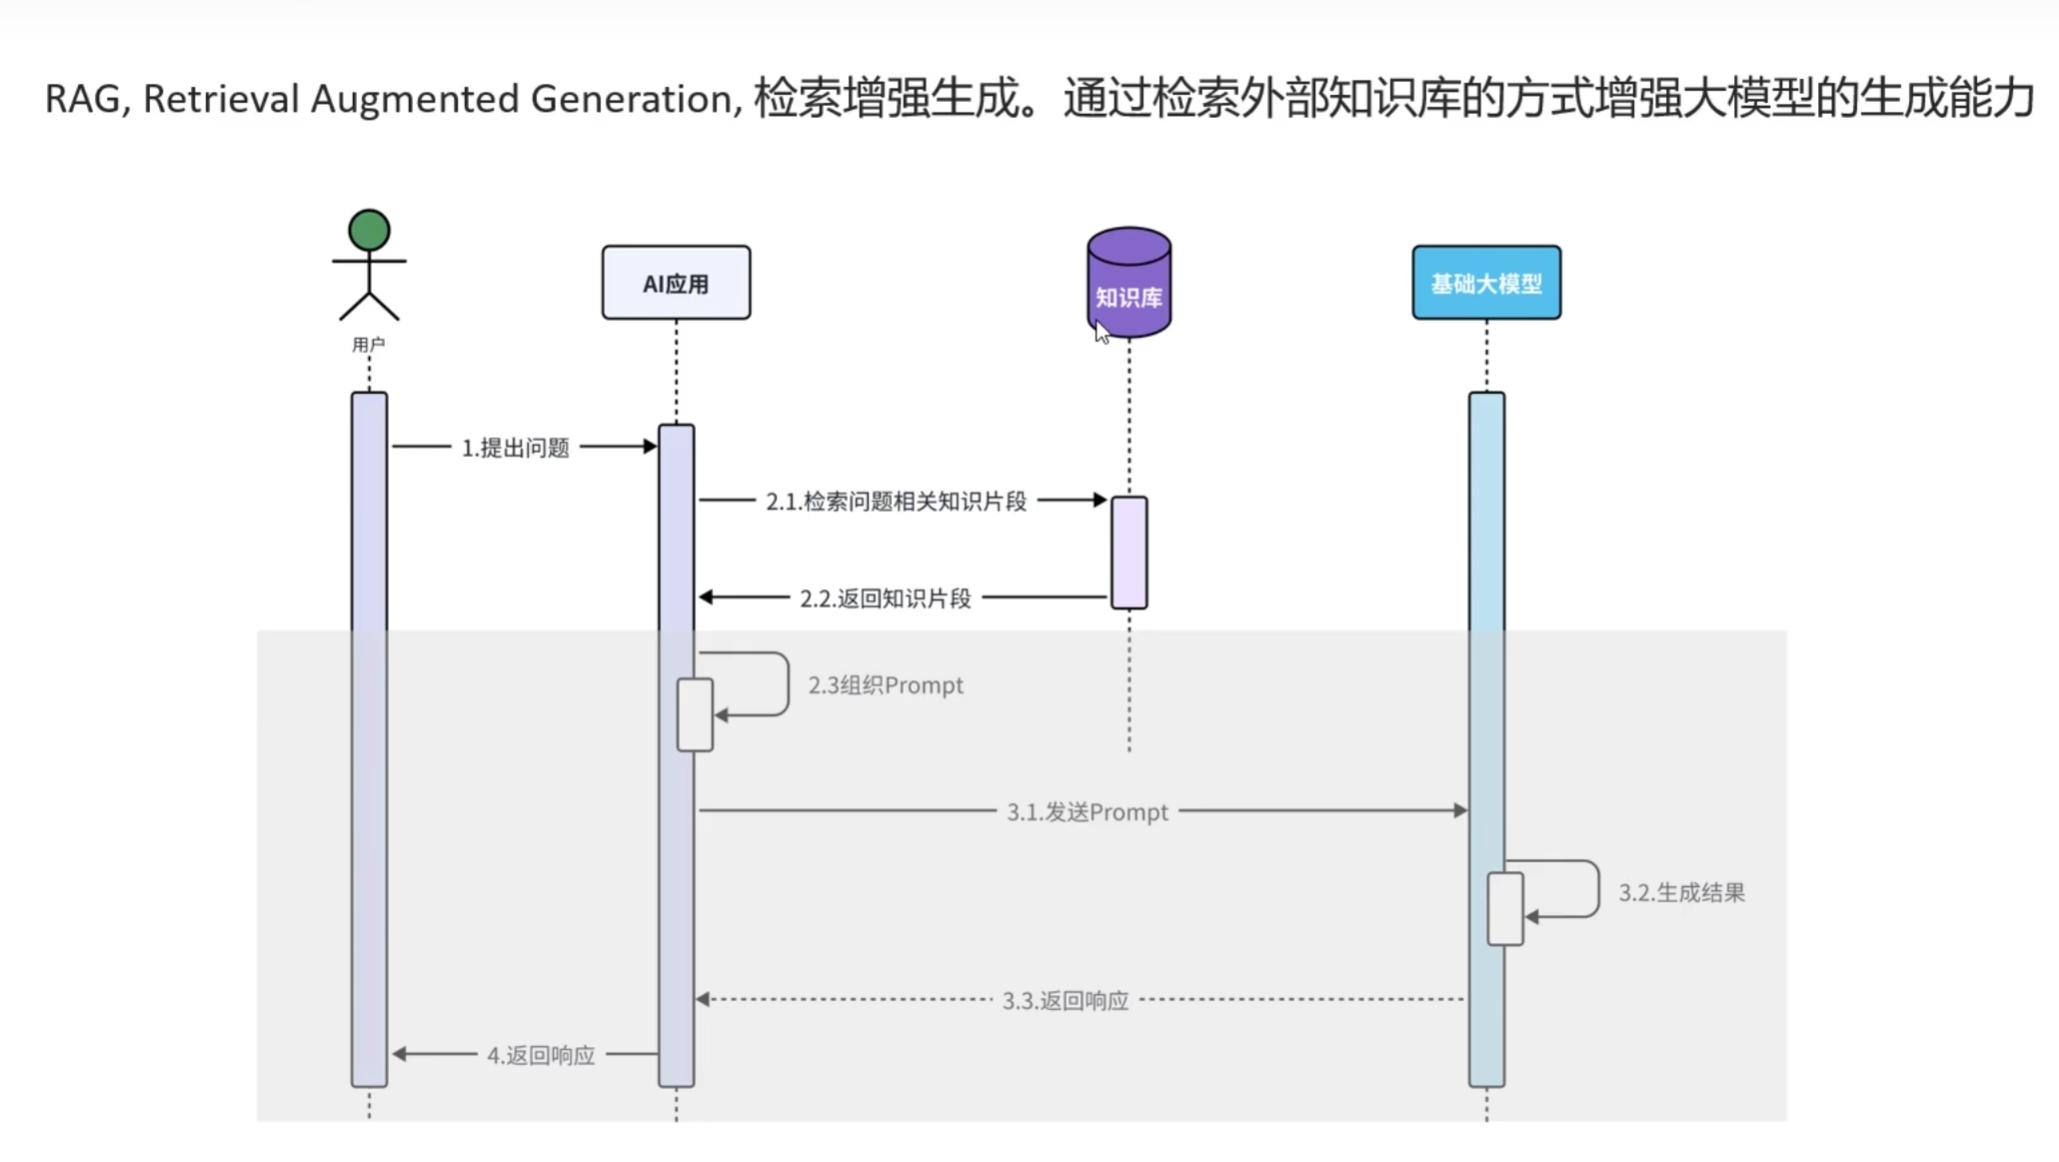 RAG, Retrieval Augmented Generation, 检索增强生成。通过检索外部知识库的方式增强大模型的生成能力
用户
AI应用
知识库
基础大模型
1.提出问题
2.1.检索问题相关知识片段
2.2.返回知识片段
2.3组织Prompt
3.1.发送Prompt
3.2.生成结果
3.3.返回响应
4.返回响应